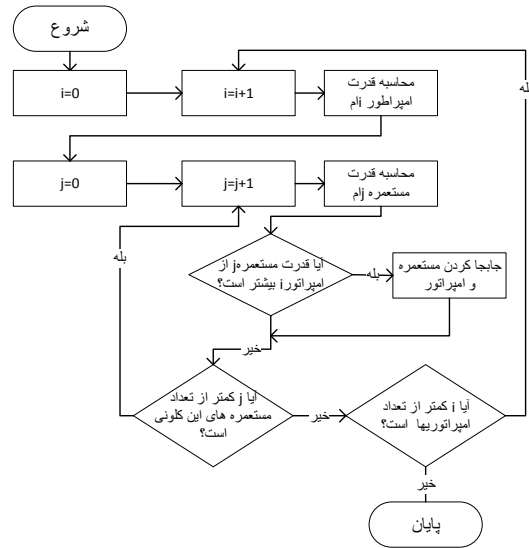 شروع
i=0
i=i+1
محاسبه قدرت
امپراطور iام
بله
j=0
j=j+1
محاسبه قدرت
مستعمره jام
آیا قدرت مستعمرهj از
امپراتورi بیشتر است؟
بله
جابجا کردن مستعمره
و امپراتور
بله
خیر
آیا j کمتر از تعداد
مستعمره های این کلونی
است؟
خیر
آیا i کمتر از تعداد
امپراتوریها است؟
خیر
پایان